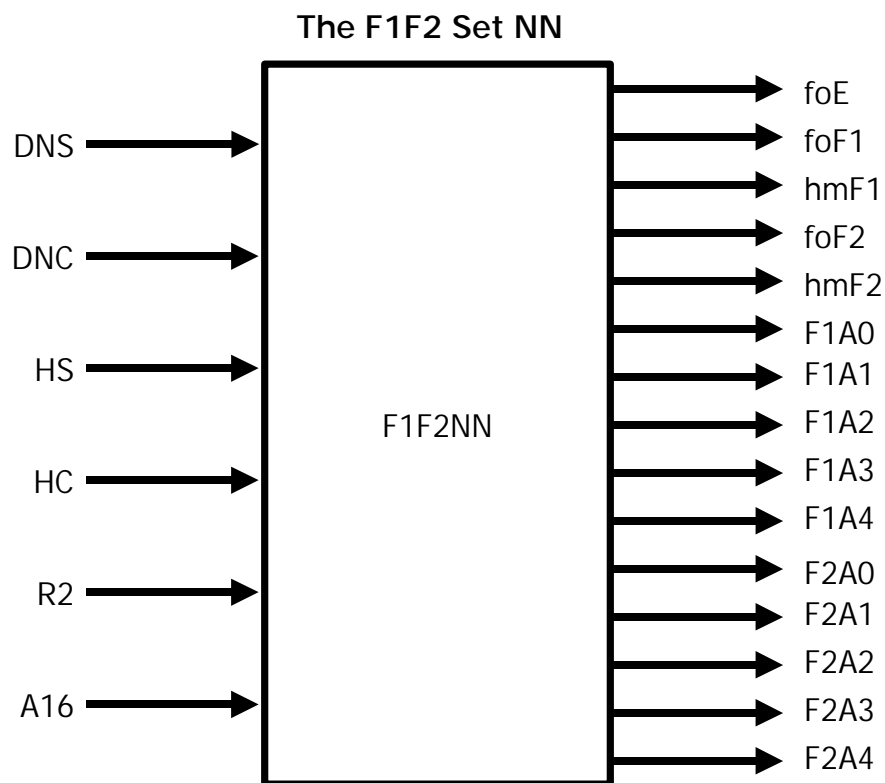 The F1F2 Set NN
DNS
DNC
HS
HC
R2
A16
F1F2NN
foE
foF1
hmF1
foF2
hmF2
F1A0
F1A1
F1A2
F1A3
F1A4
F2A0
F2A1
F2A2
F2A3
F2A4